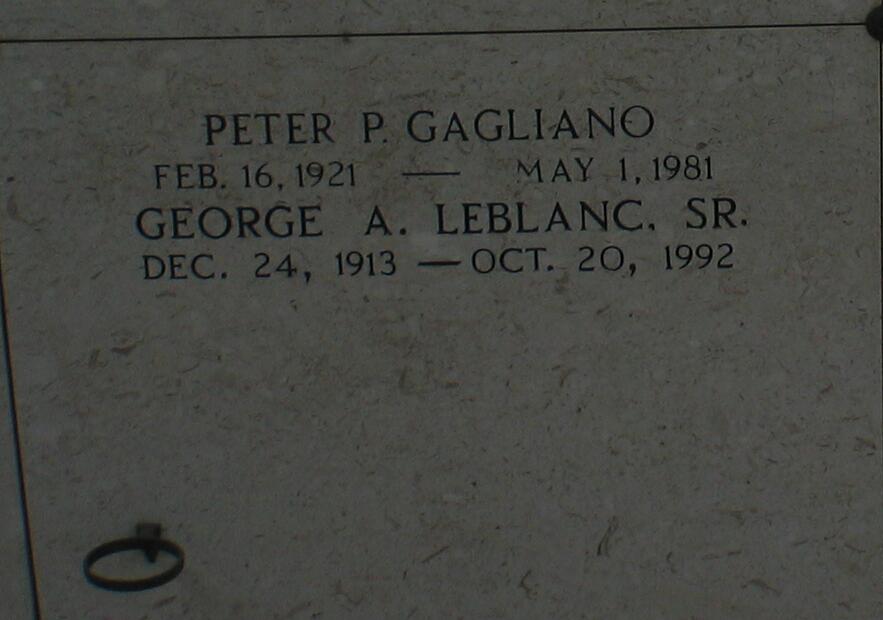 PETER P. GAGLIANO
FEB. 16, 1921 — MAY 1, 1981
GEORGE A. LEBLANC, SR.
DEC. 24, 1913 — OCT. 20, 1992